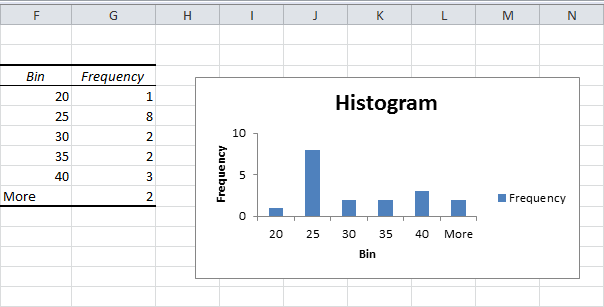 F G H I J K L M N
Bin Frequency
20 1
25 8
30 2
35 2
40 3
More 2
Histogram
Frequency
10
5
0
20 25 30 35 40 More
Bin
Frequency